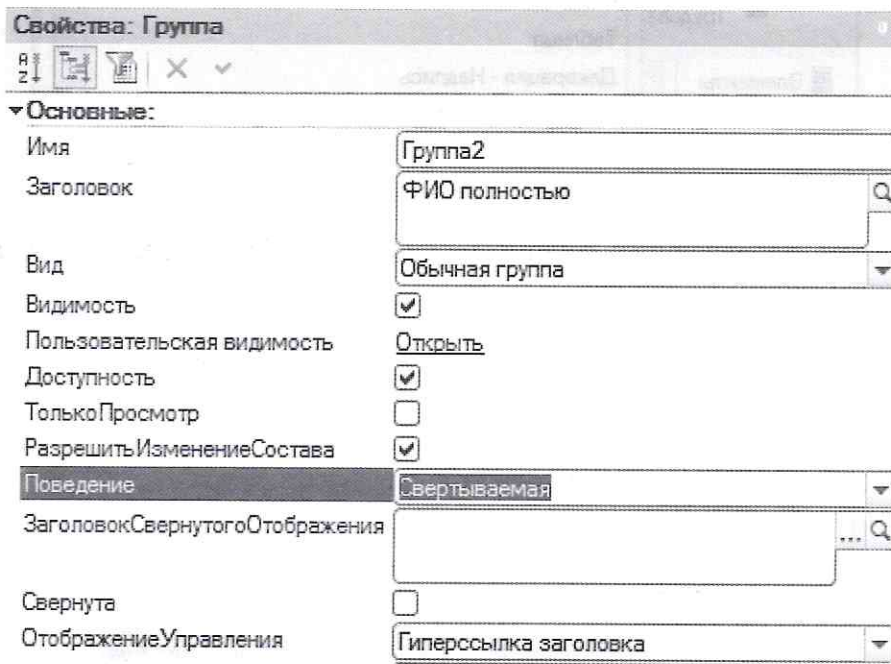 Свойства: Группа
Основные:
Имя Группа2
Заголовок ФИО полностью
Вид Обычная группа
Видимость
Пользовательская видимость Открыть
Доступность
ТолькоПросмотр
РазрешитьИзменениеСостава
Поведение Свертываемая
ЗаголовокСвернутогоОтображения ...
Свернута
ОтображениеУправления Гиперссылка заголовка